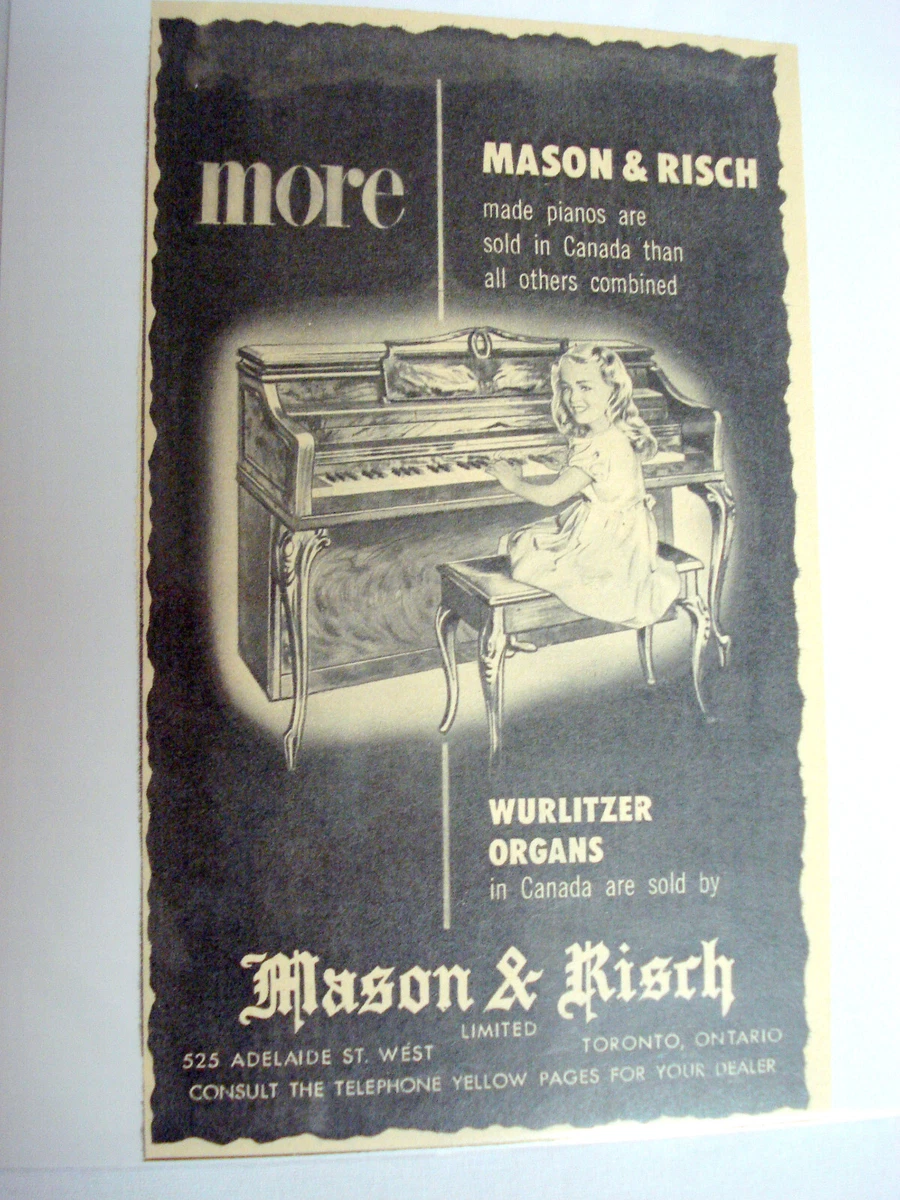 more
MASON & RISCH
made pianos are
sold in Canada than
all others combined
WURLITZER
ORGANS
in Canada are sold by
Mason & Risch
LIMITED
525 ADELAIDE ST. WEST TORONTO, ONTARIO
CONSULT THE TELEPHONE YELLOW PAGES FOR YOUR DEALER